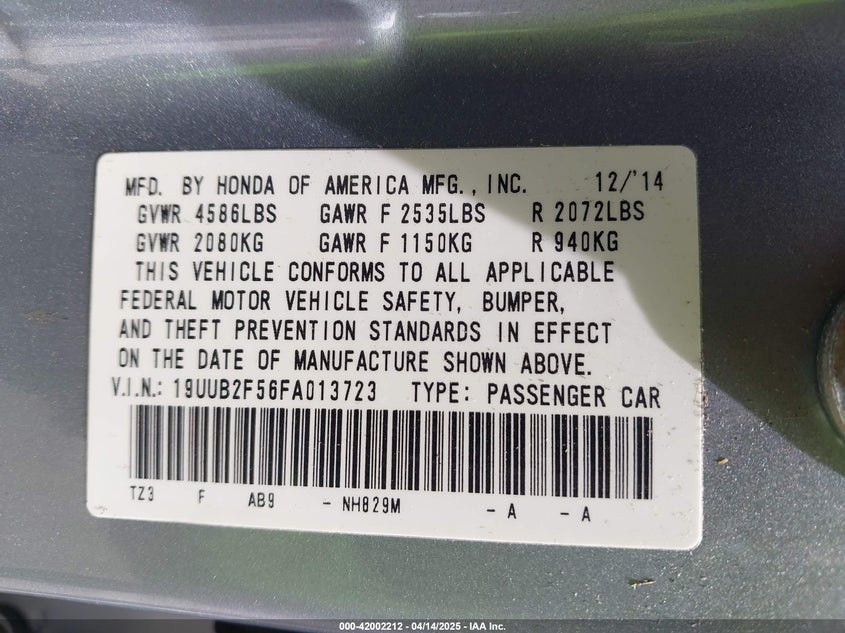 MFD. BY HONDA OF AMERICA MFG., INC. 12/'14
GVWR 4586LBS GAWR F 2535LBS R 2072LBS
GVWR 2080KG GAWR F 1150KG R 940KG
THIS VEHICLE CONFORMS TO ALL APPLICABLE
FEDERAL MOTOR VEHICLE SAFETY, BUMPER,
AND THEFT PREVENTION STANDARDS IN EFFECT
ON THE DATE OF MANUFACTURE SHOWN ABOVE.
V.I.N.: 19UUB2F56FA013723 TYPE: PASSENGER CAR
TZ3 F AB9 - NH829M - A - A
000-42002212 - 04/14/2025 - IAA Inc.